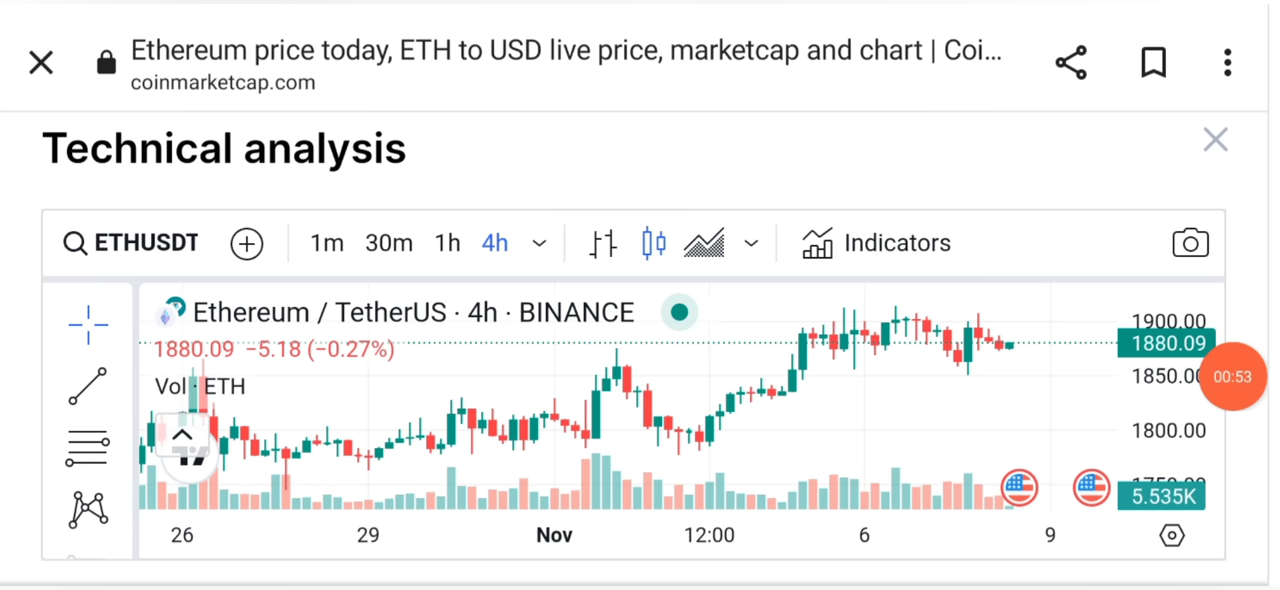 Ethereum price today, ETH to USD live price, marketcap and chart | Coi...
coinmarketcap.com
Technical analysis
ETHUSDT 1m 30m 1h 4h Indicators
Ethereum / TetherUS · 4h · BINANCE
1880.09 −5.18 (−0.27%)
Vol · ETH
1900.00
1880.09
1850.00
00:53
1800.00
5.535K
26 29 Nov 12:00 6 9